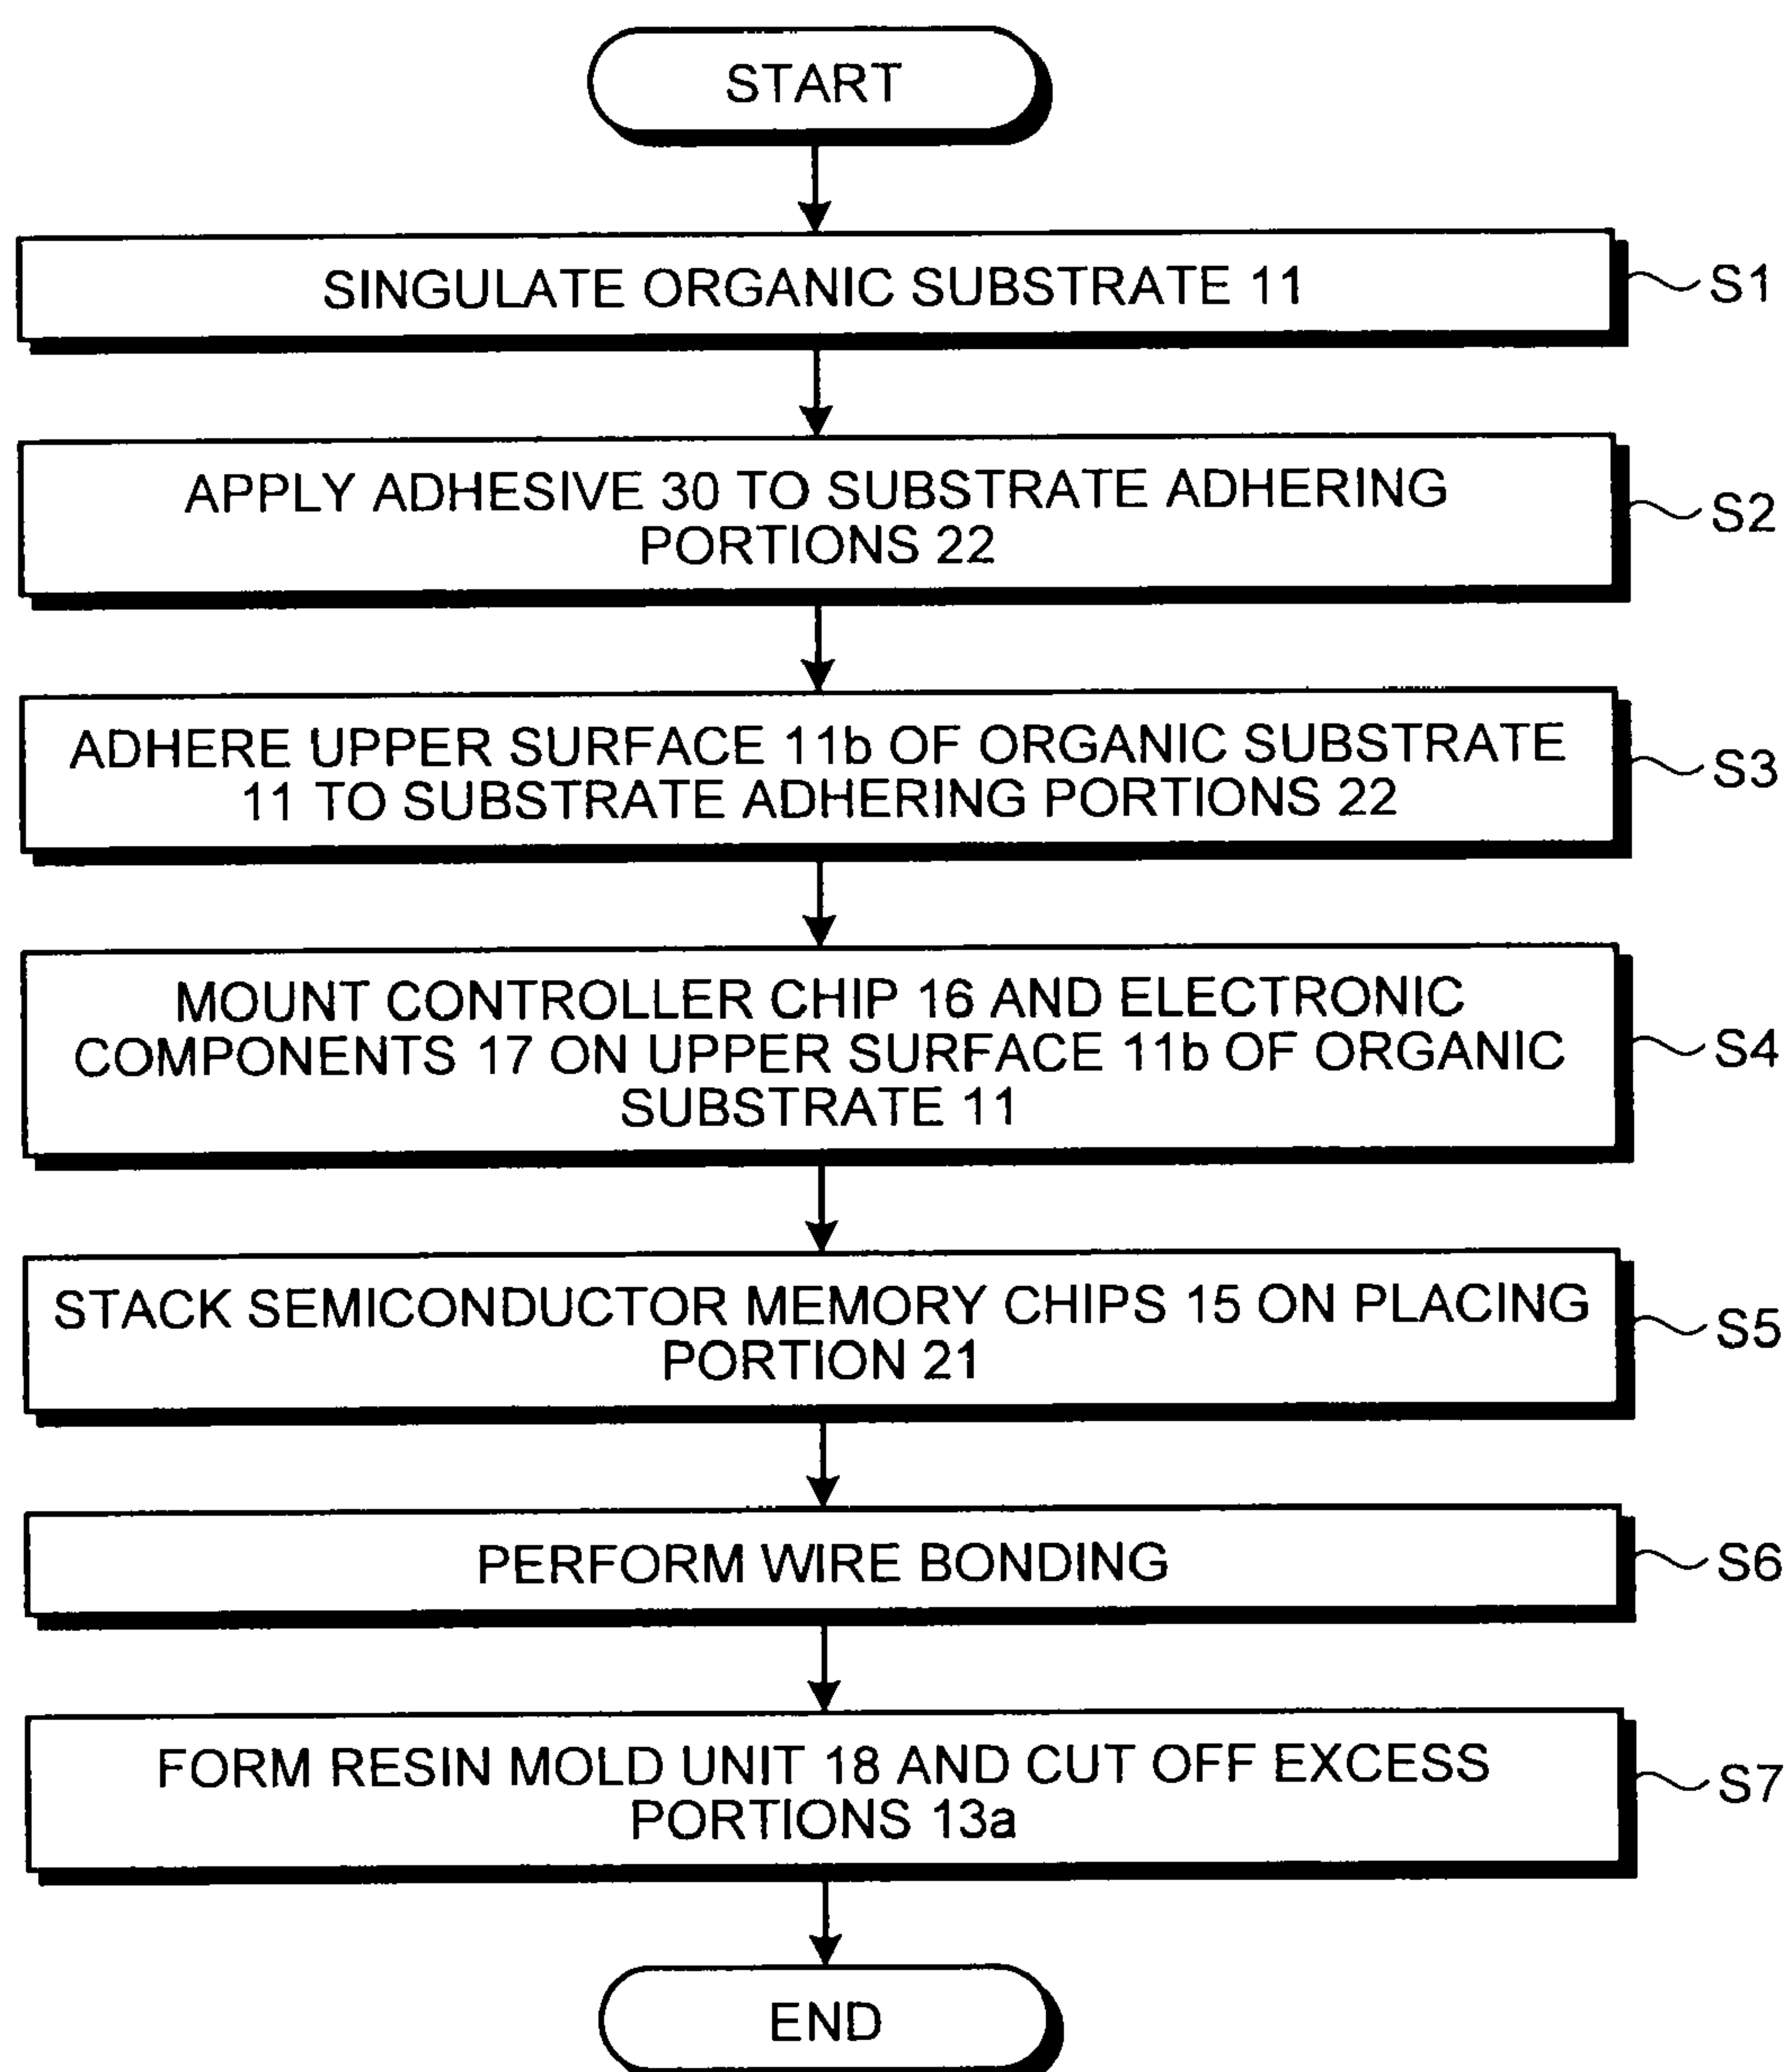 START
SINGULATE ORGANIC SUBSTRATE 11
S1
APPLY ADHESIVE 30 TO SUBSTRATE ADHERING
PORTIONS 22
S2
ADHERE UPPER SURFACE 11b OF ORGANIC SUBSTRATE
11 TO SUBSTRATE ADHERING PORTIONS 22
S3
MOUNT CONTROLLER CHIP 16 AND ELECTRONIC
COMPONENTS 17 ON UPPER SURFACE 11b OF ORGANIC
SUBSTRATE 11
S4
STACK SEMICONDUCTOR MEMORY CHIPS 15 ON PLACING
PORTION 21
S5
PERFORM WIRE BONDING
S6
FORM RESIN MOLD UNIT 18 AND CUT OFF EXCESS
PORTIONS 13a
S7
END